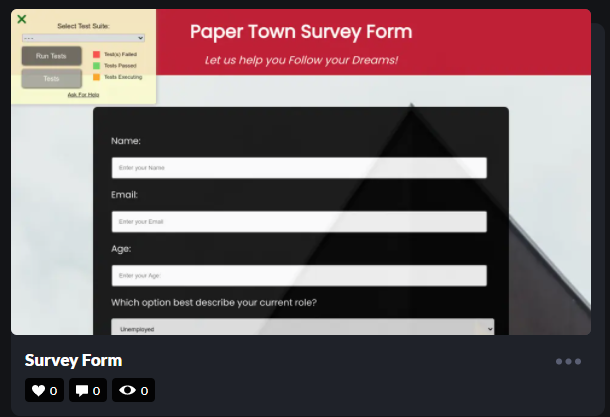 Select Test Suite:
---
Run Tests
Tests
Test(s) Failed
Tests Passed
Tests Executing
Ask For Help
Paper Town Survey Form
Let us help you Follow your Dreams!
Name:
Enter your Name
Email:
Enter your Email
Age:
Enter your Age:
Which option best describe your current role?
Unemployed
Survey Form
0 0 0